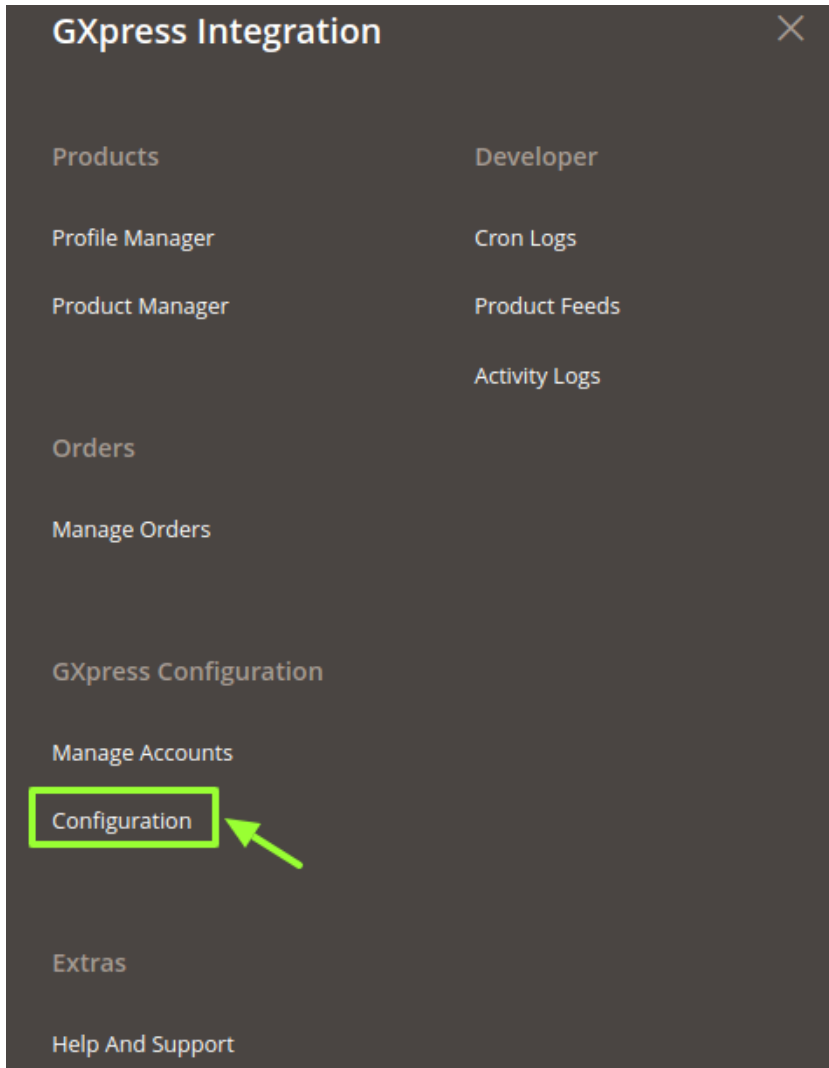 GXpress Integration
Products
Profile Manager
Product Manager
Developer
Cron Logs
Product Feeds
Activity Logs
Orders
Manage Orders
GXpress Configuration
Manage Accounts
Configuration
Extras
Help And Support